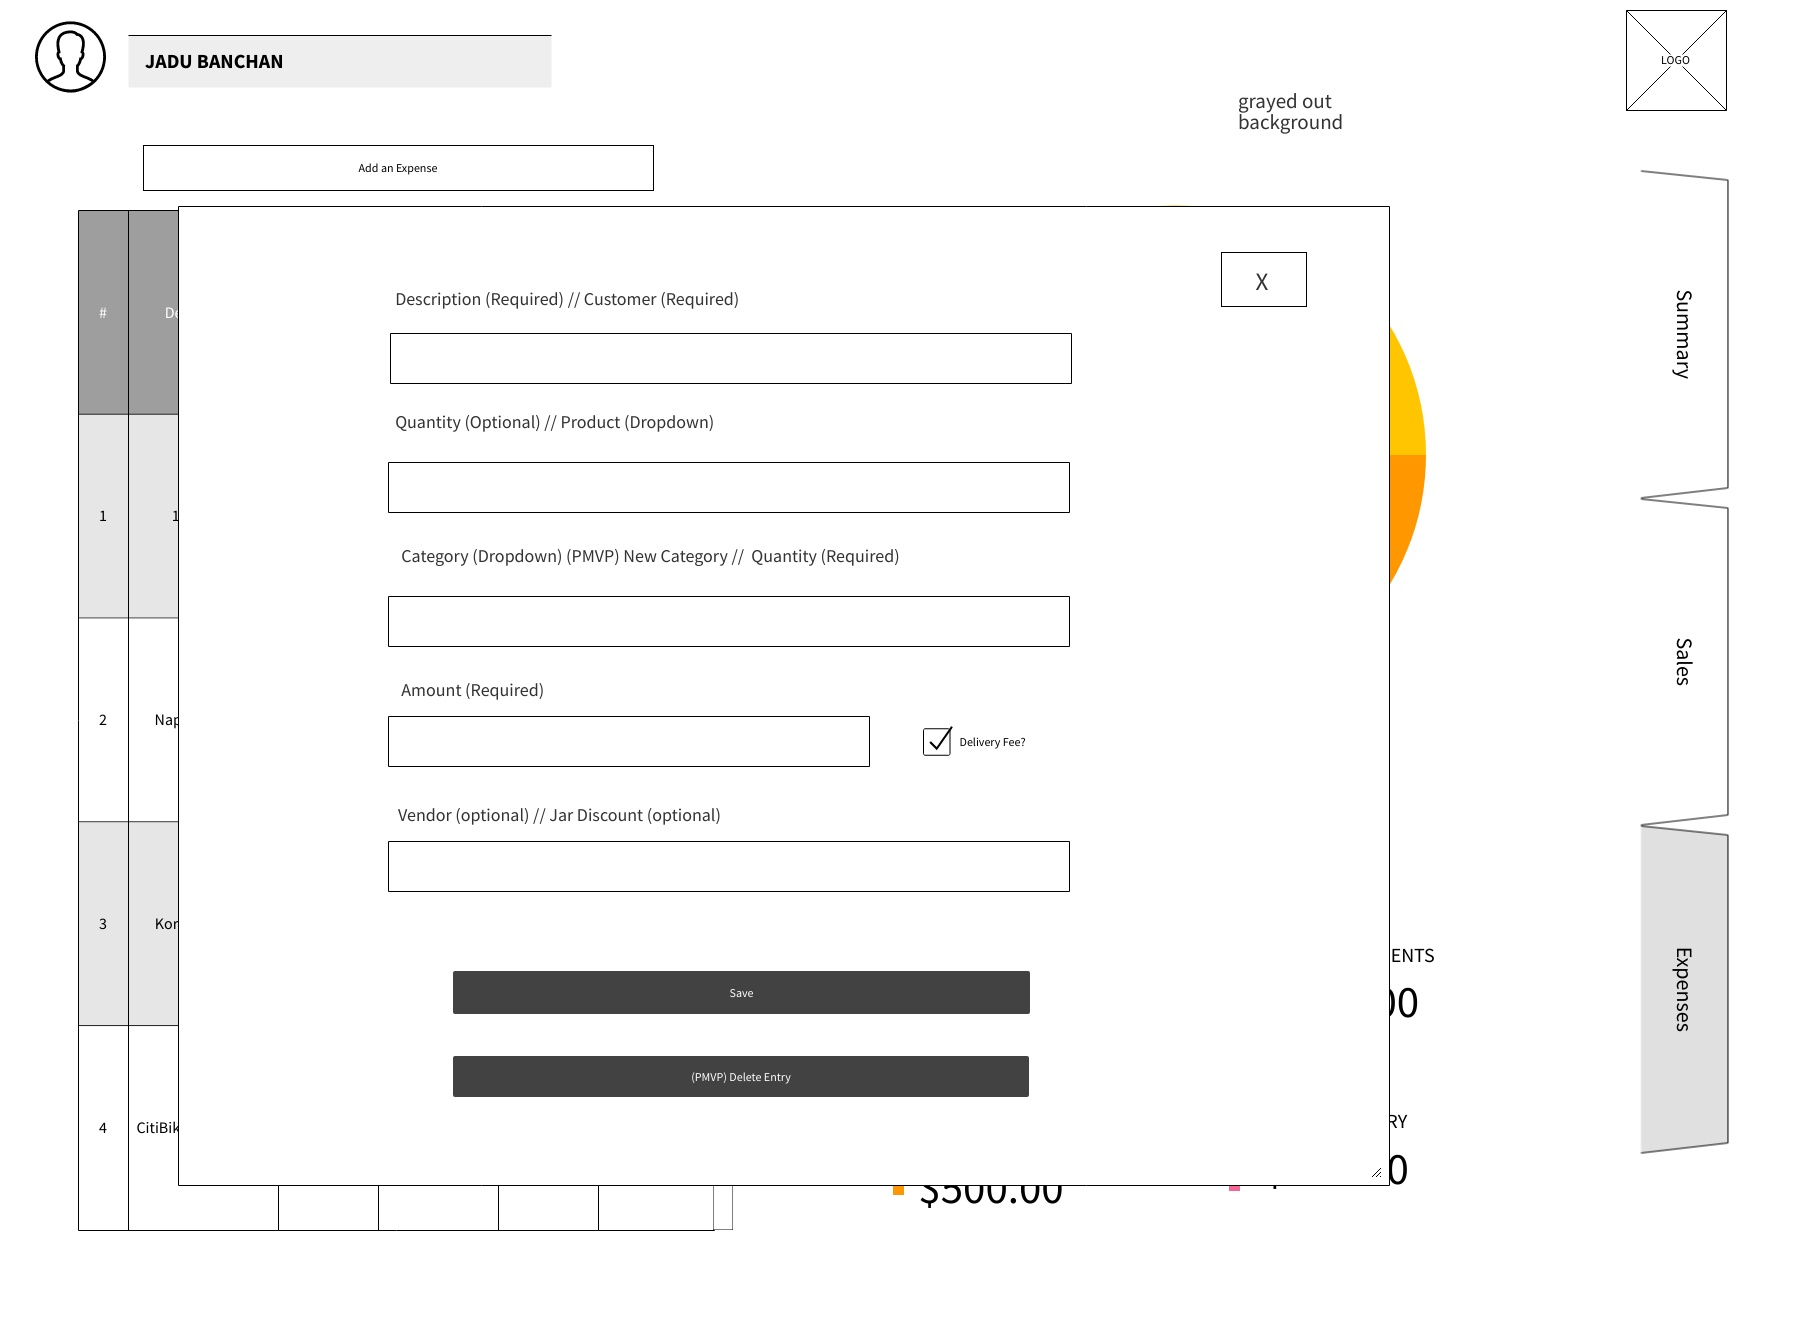 JADU BANCHAN
LOGO
grayed out
background
Add an Expense
X
Description (Required) // Customer (Required)
#
Quantity (Optional) // Product (Dropdown)
1
1
Category (Dropdown) (PMVP) New Category // Quantity (Required)
Amount (Required)
2
Nap
Delivery Fee?
Vendor (optional) // Jar Discount (optional)
3
Kor
ENTS
Save
00
(PMVP) Delete Entry
4
CitiBik
RY
0
$500.00
Summary
Sales
Expenses